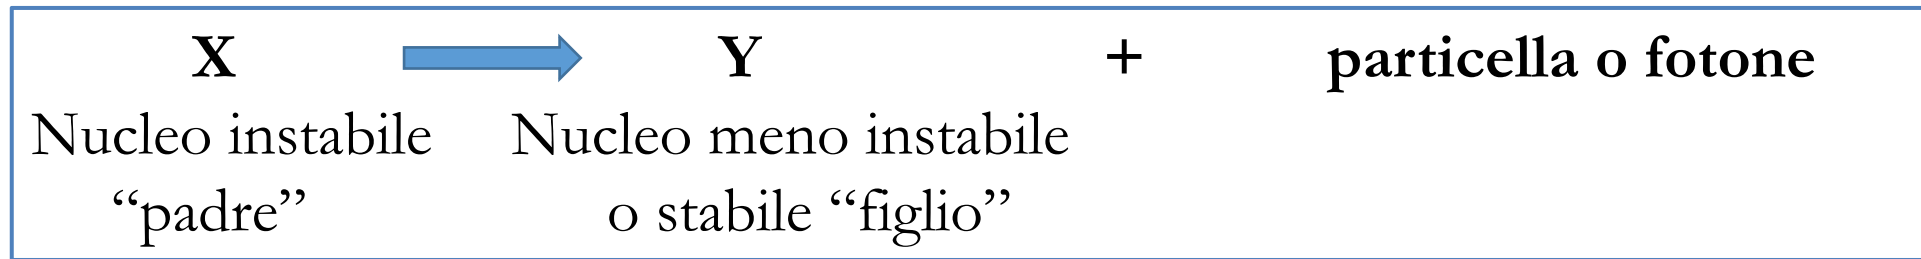 X Y + particella o fotone
Nucleo instabile Nucleo meno instabile
“padre” o stabile “figlio”